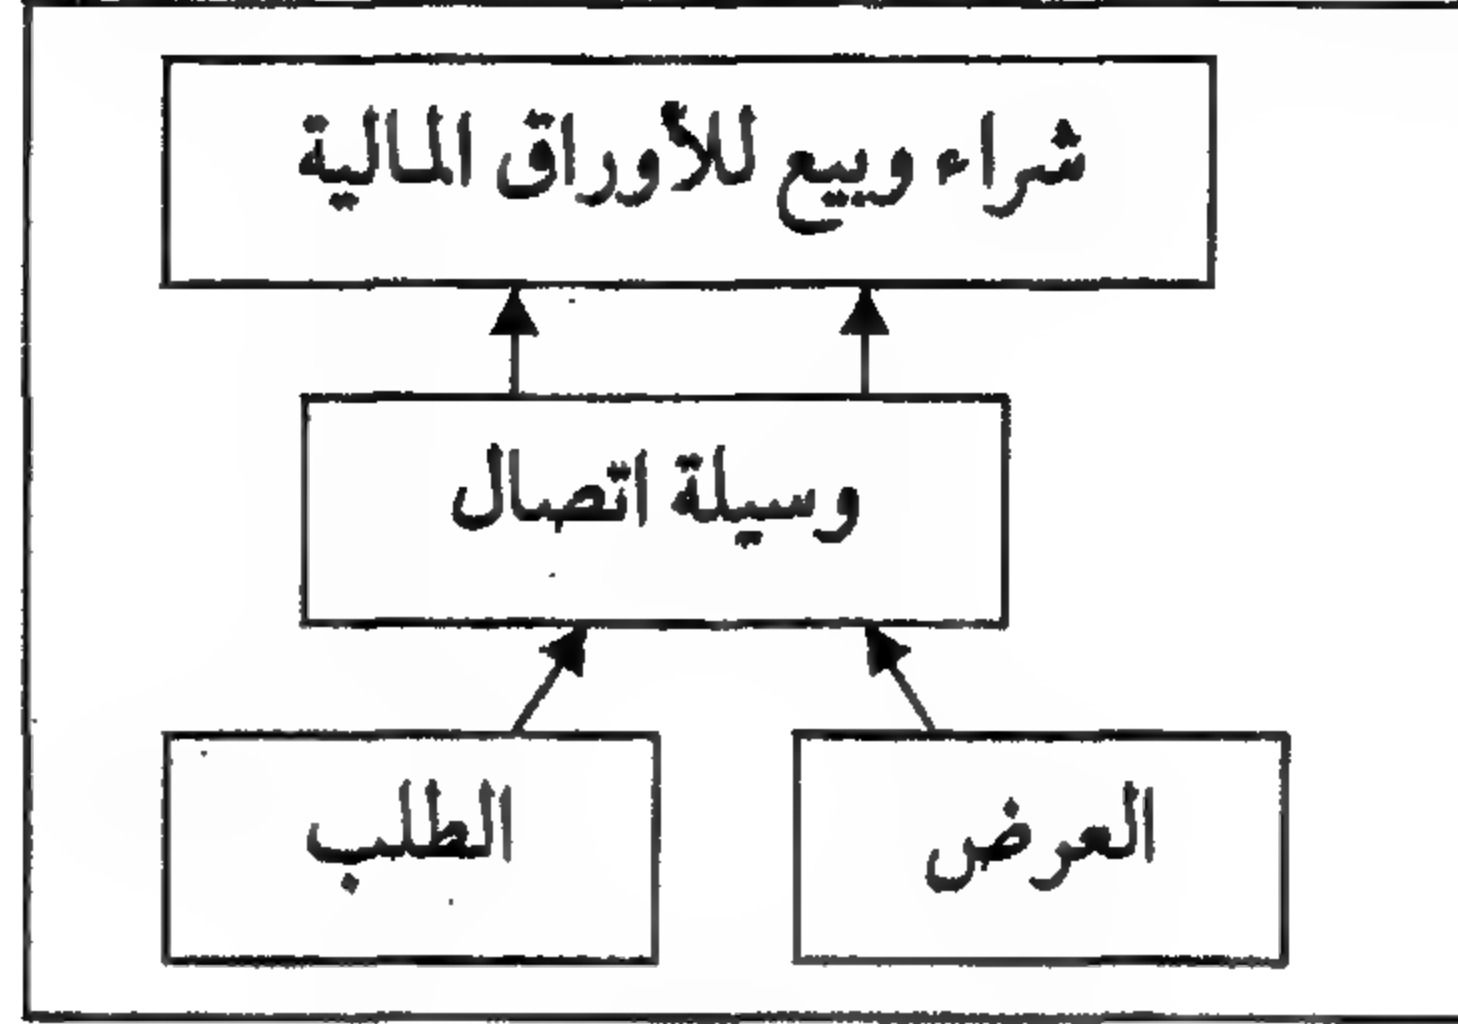 شراء وبيع للأوراق المالية
وسيلة اتصال
العرض
الطلب